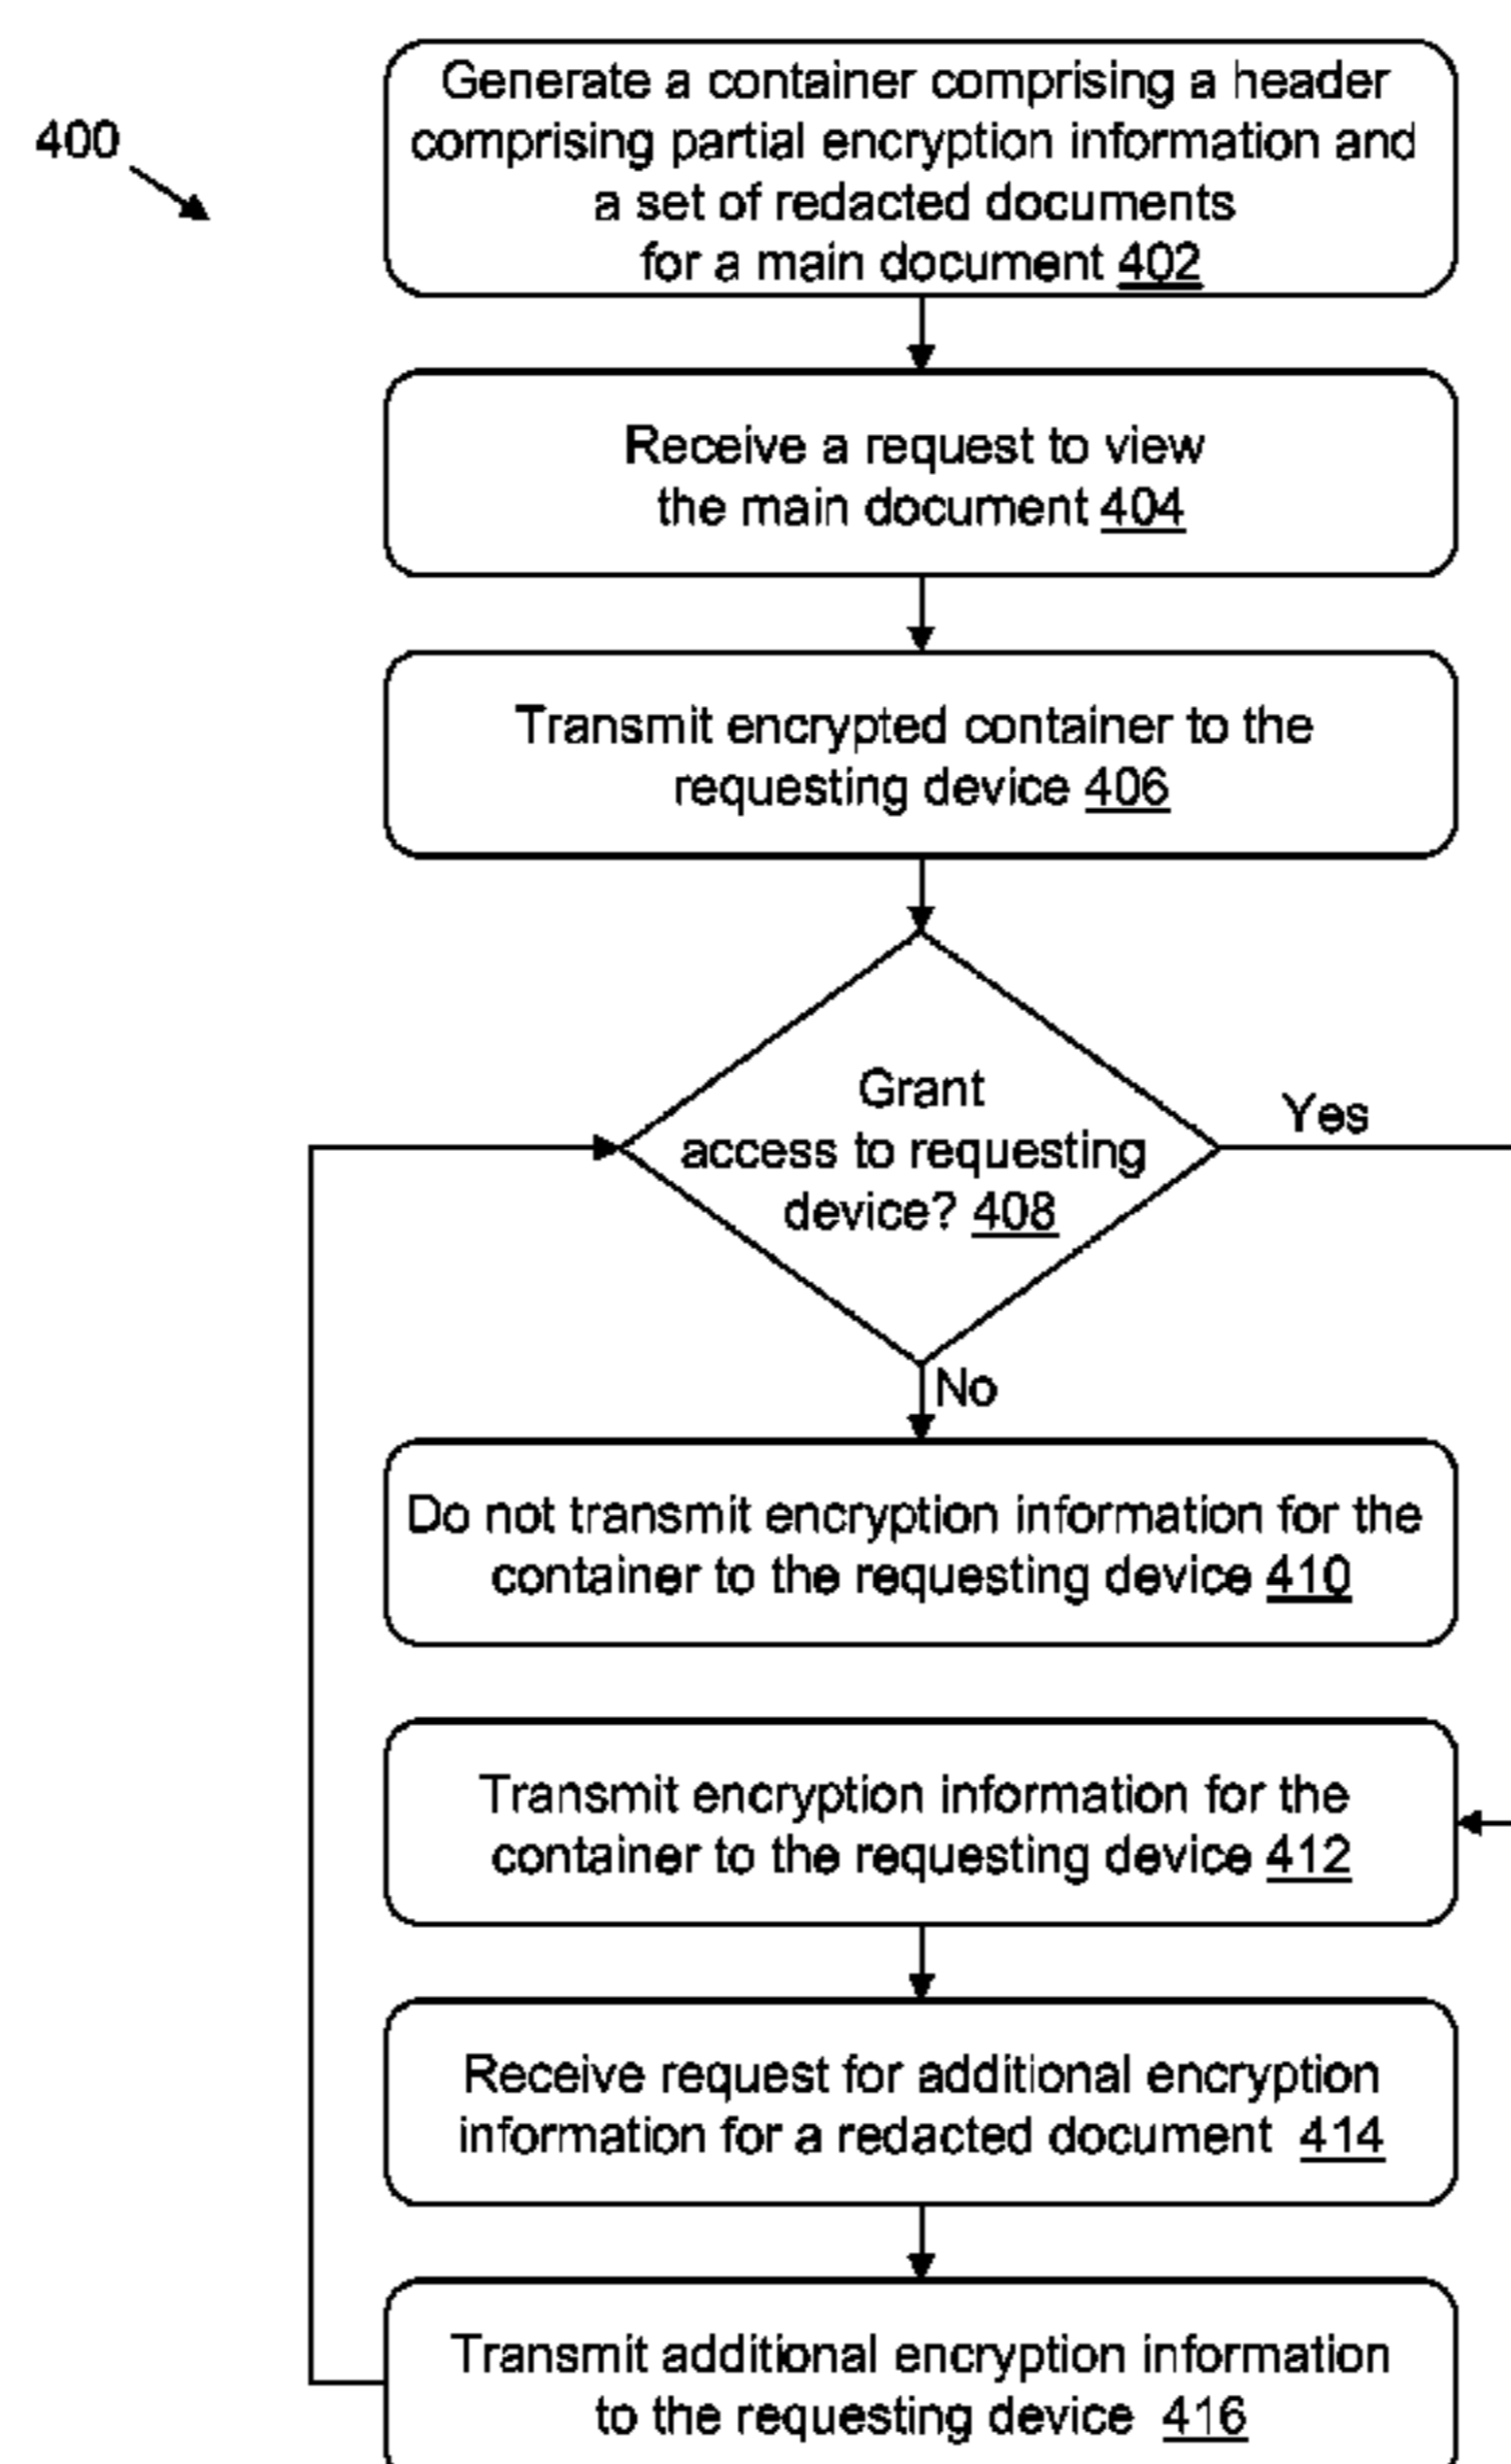 400
Generate a container comprising a header
comprising partial encryption information and
a set of redacted documents
for a main document 402
Receive a request to view
the main document 404
Transmit encrypted container to the
requesting device 406
Grant
access to requesting
device? 408
Yes
No
Do not transmit encryption information for the
container to the requesting device 410
Transmit encryption information for the
container to the requesting device 412
Receive request for additional encryption
information for a redacted document 414
Transmit additional encryption information
to the requesting device 416